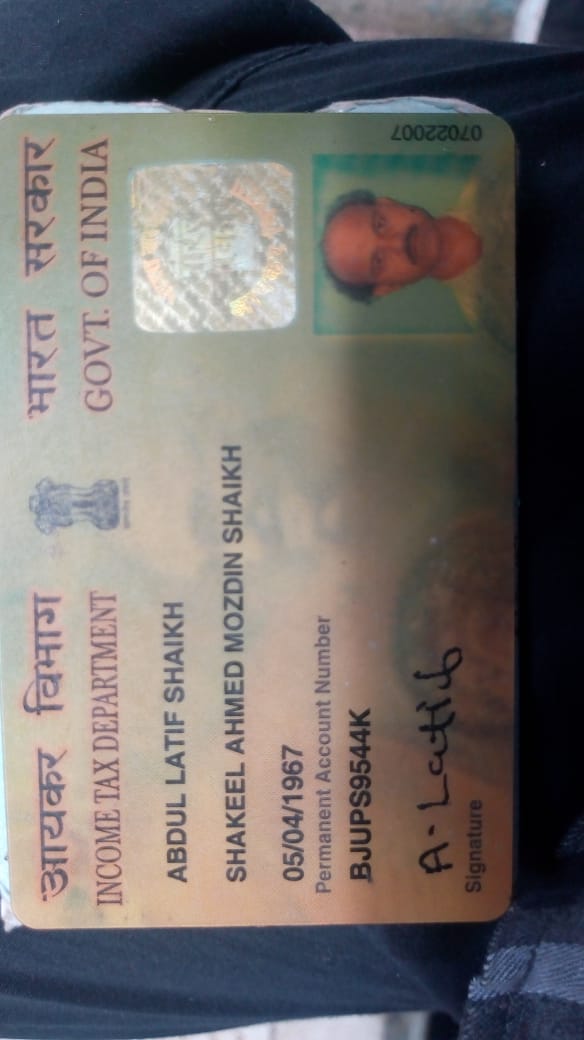 आयकर विभाग
INCOME TAX DEPARTMENT
भारत सरकार
GOVT. OF INDIA
ABDUL LATIF SHAIKH
SHAKEEL AHMED MOZDIN SHAIKH
05/04/1967
Permanent Account Number
BJUPS9544K
A. Latif
Signature
07022007